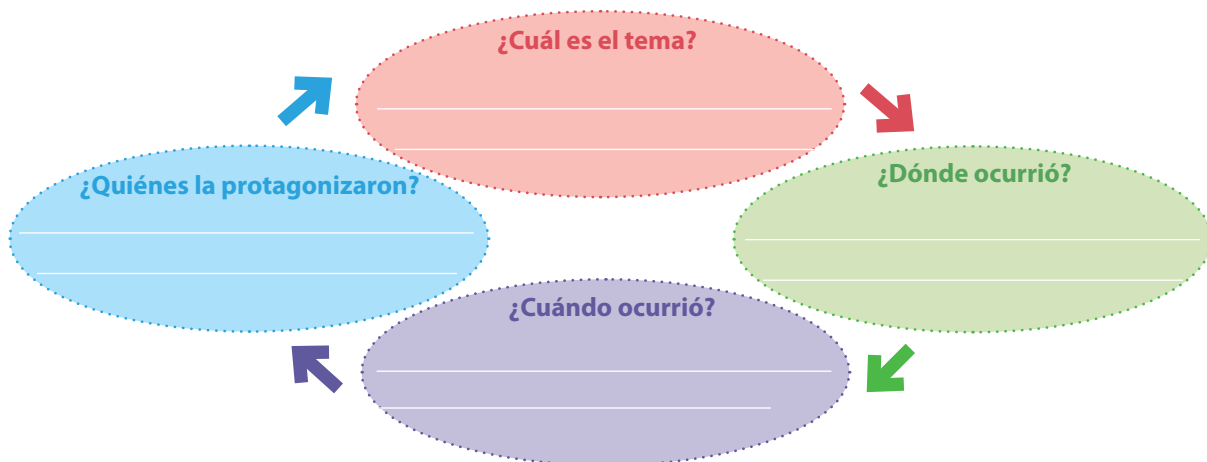 ¿Cuál es el tema?
¿Quiénes la protagonizaron?
¿Dónde ocurrió?
¿Cuándo ocurrió?